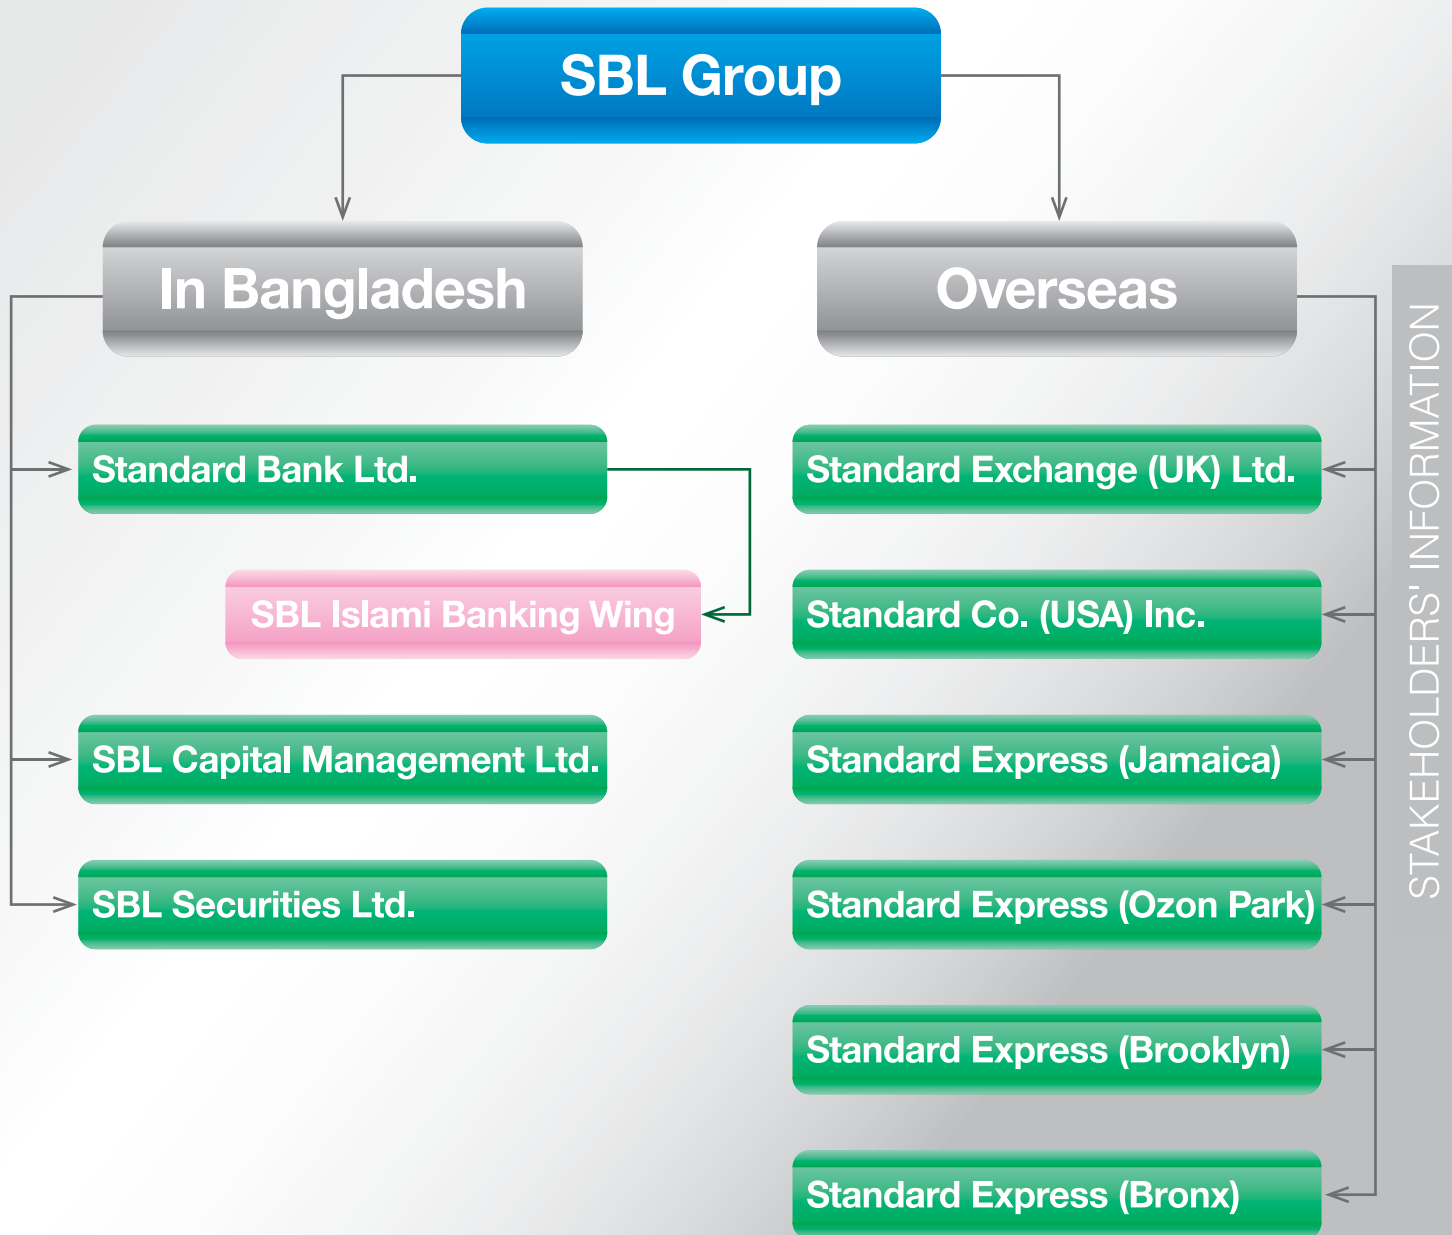 SBL Group
In Bangladesh
Overseas
Standard Bank Ltd.
SBL Islami Banking Wing
SBL Capital Management Ltd.
SBL Securities Ltd.
Standard Exchange (UK) Ltd.
Standard Co. (USA) Inc.
Standard Express (Jamaica)
Standard Express (Ozon Park)
Standard Express (Brooklyn)
Standard Express (Bronx)
STAKEHOLDERS' INFORMATION